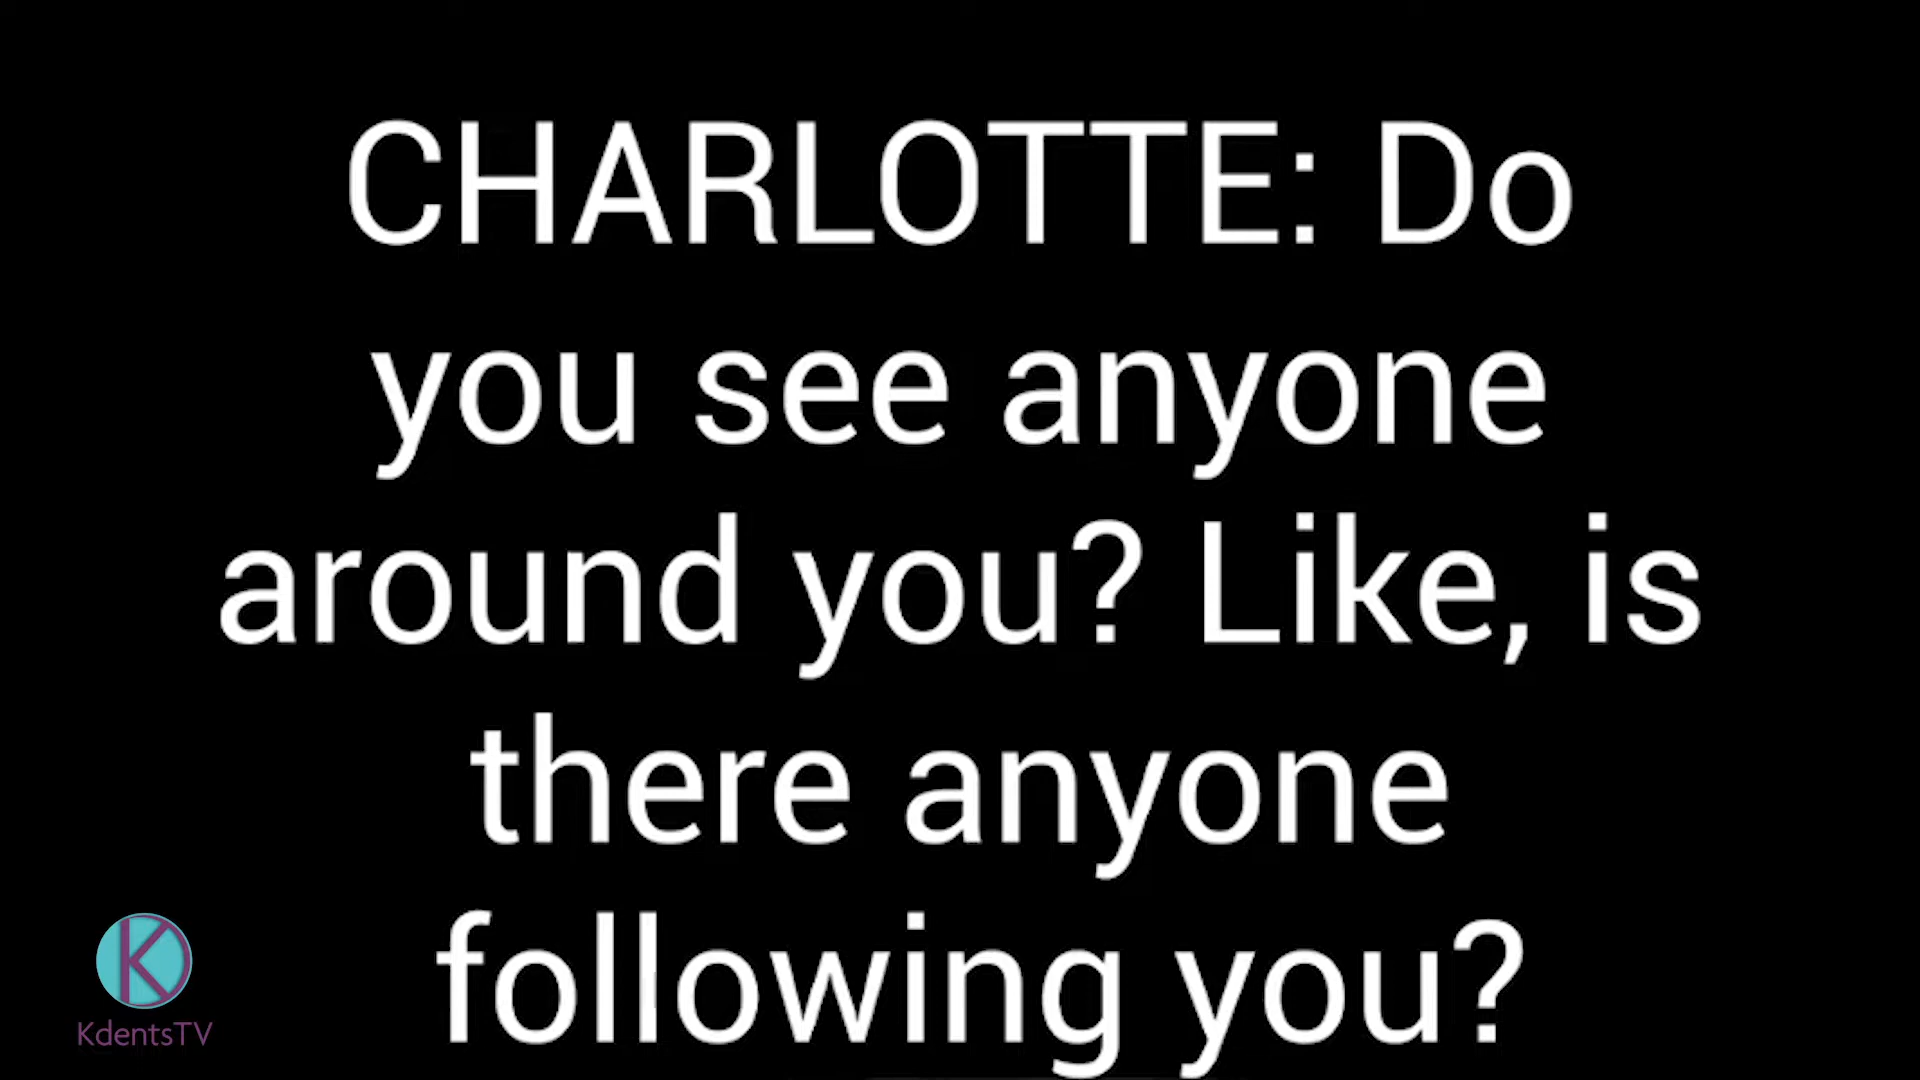 CHARLOTTE: Do
you see anyone
around you? Like, is
there anyone
following you?
KdentsTV